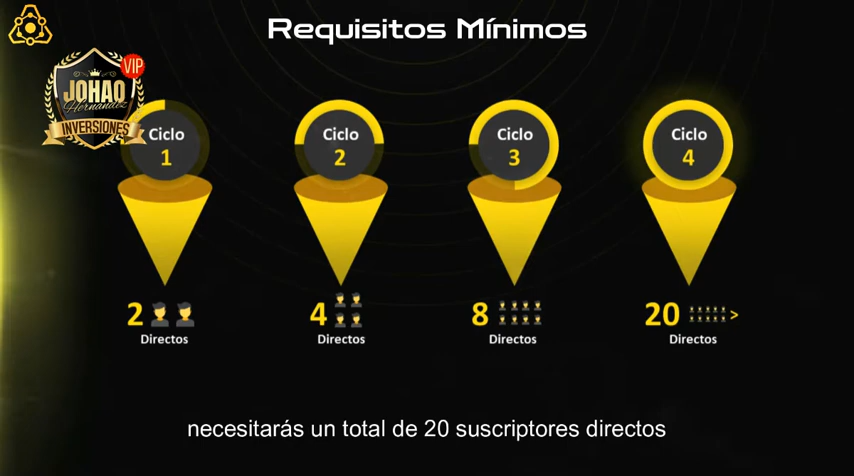 Requisitos Mínimos
VIP
JOHAO
Hernandez
INVERSIONES
Ciclo
1
Ciclo
2
Ciclo
3
Ciclo
4
2
Directos
4
Directos
8
Directos
20 >
Directos
necesitarás un total de 20 suscriptores directos